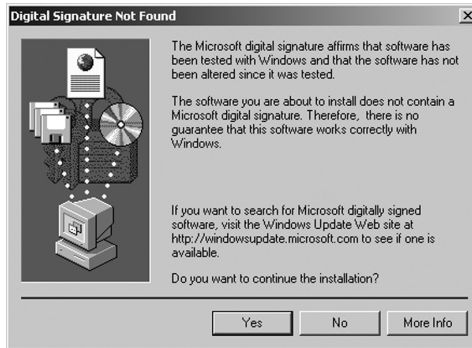 Digital Signature Not Found
The Microsoft digital signature affirms that software has
been tested with Windows and that the software has not
been altered since it was tested.
The software you are about to install does not contain a
Microsoft digital signature. Therefore, there is no
guarantee that this software works correctly with
Windows.
If you want to search for Microsoft digitally signed
software, visit the Windows Update Web site at
http://windowsupdate.microsoft.com to see if one is
available.
Do you want to continue the installation?
Yes
No
More Info